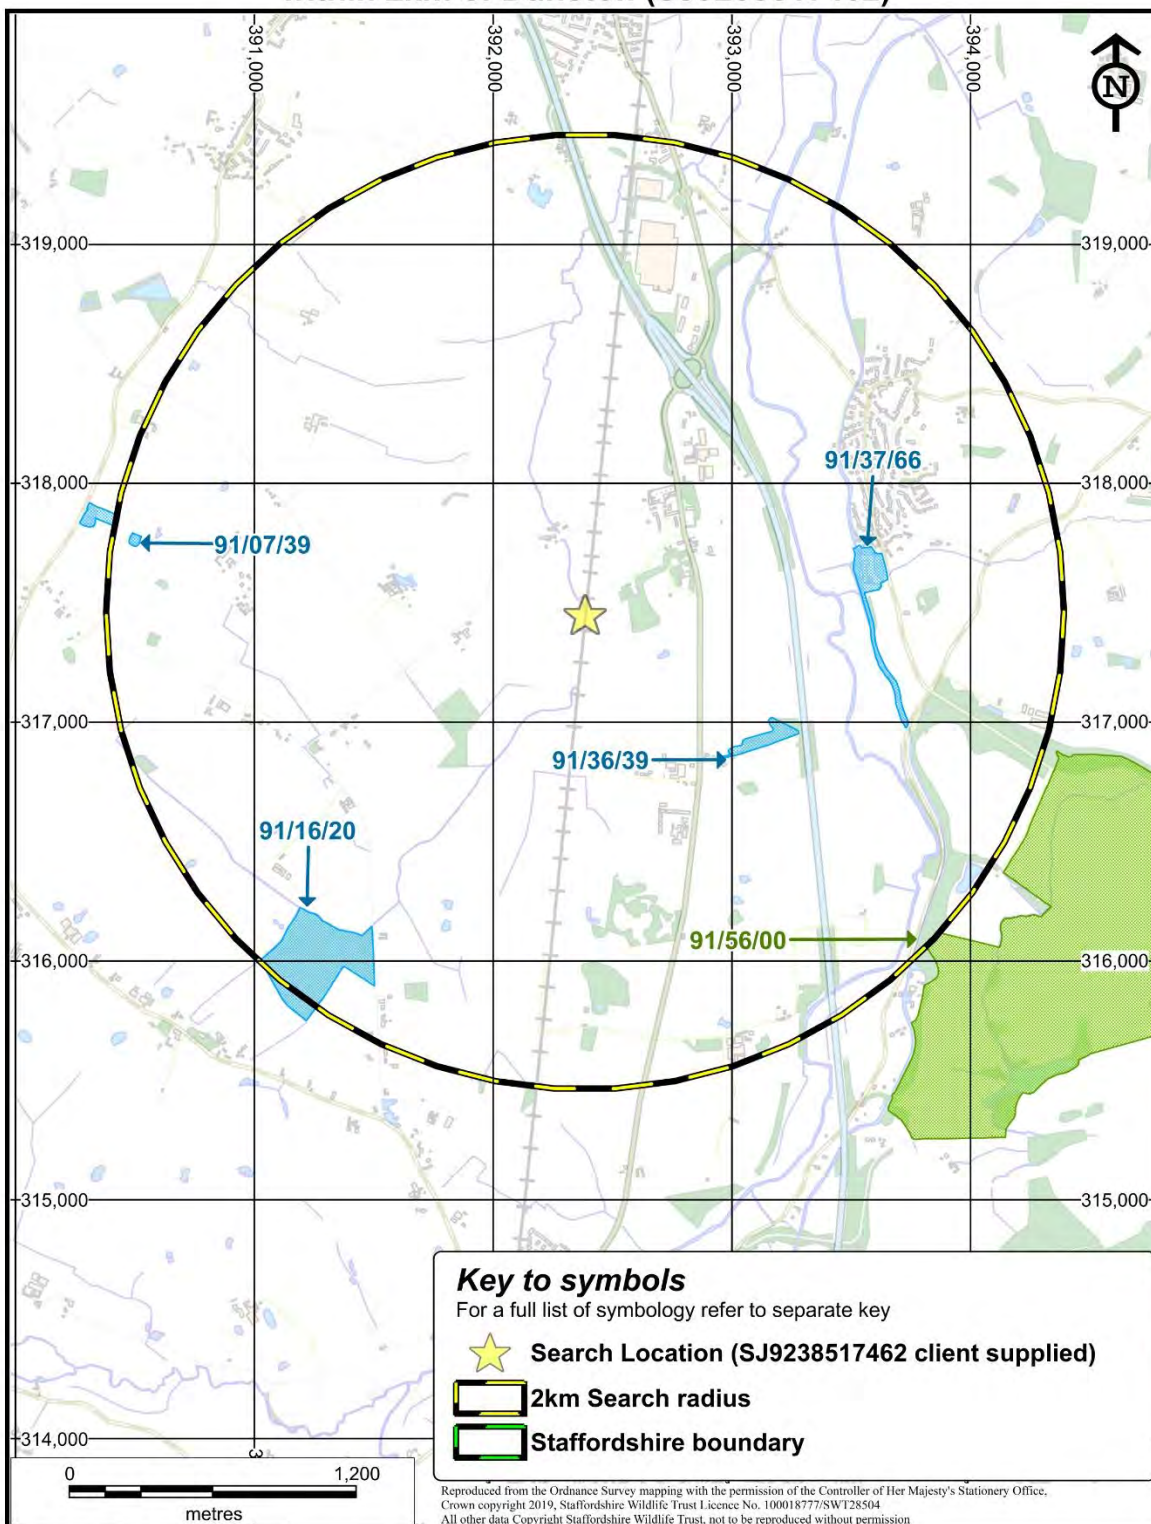 391,000
392,000
393,000
394,000
N
319,000
319,000
318,000
318,000
91/37/66
91/07/39
317,000
317,000
91/36/39
91/16/20
91/56/00
316,000
316,000
315,000
315,000
314,000
Key to symbols
For a full list of symbology refer to separate key
Search Location (SJ9238517462 client supplied)
2km Search radius
Staffordshire boundary
0 1,200
metres
Reproduced from the Ordnance Survey mapping with the permission of the Controller of Her Majesty's Stationery Office,
Crown copyright 2019, Staffordshire Wildlife Trust Licence No. 100018777/SWT28504
All other data Copyright Staffordshire Wildlife Trust, not to be reproduced without permission